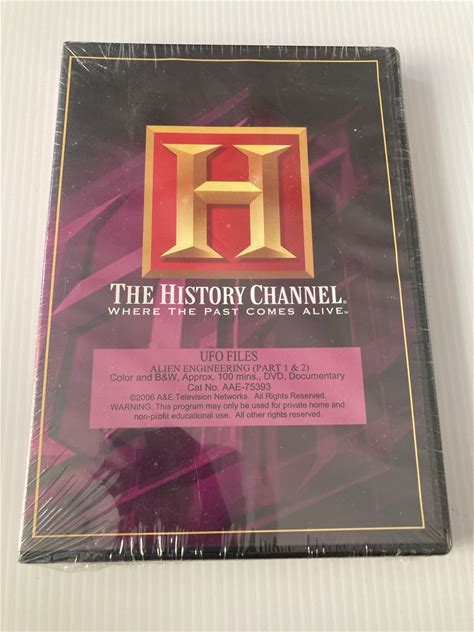 H
THE HISTORY CHANNEL®
WHERE THE PAST COMES ALIVE™
UFO FILES
ALIEN ENGINEERING (PART 1 & 2)
Color and B&W, Approx. 100 mins., DVD, Documentary
Cat No. AAE-75393
©2006 A&E Television Networks. All Rights Reserved.
WARNING; This program may only be used for private home and
non-profit educational use. All other rights reserved.